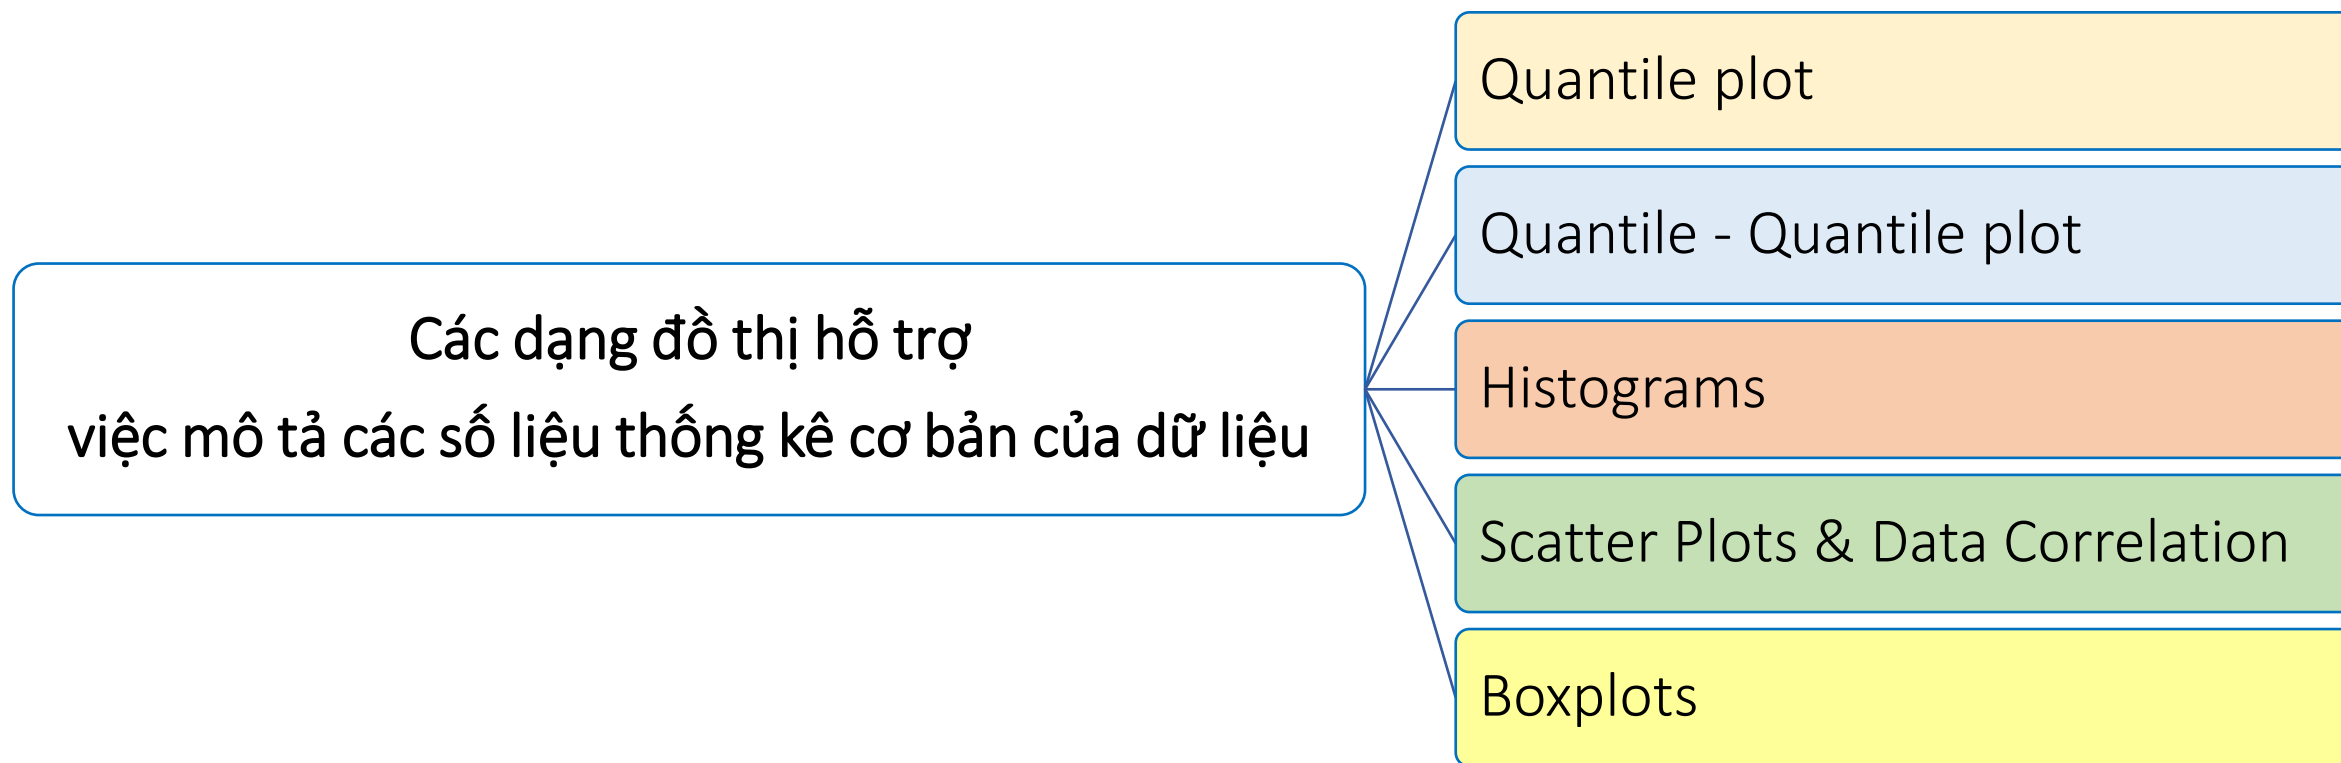 Các dạng đồ thị hỗ trợ
việc mô tả các số liệu thống kê cơ bản của dữ liệu
Quantile plot
Quantile - Quantile plot
Histograms
Scatter Plots & Data Correlation
Boxplots